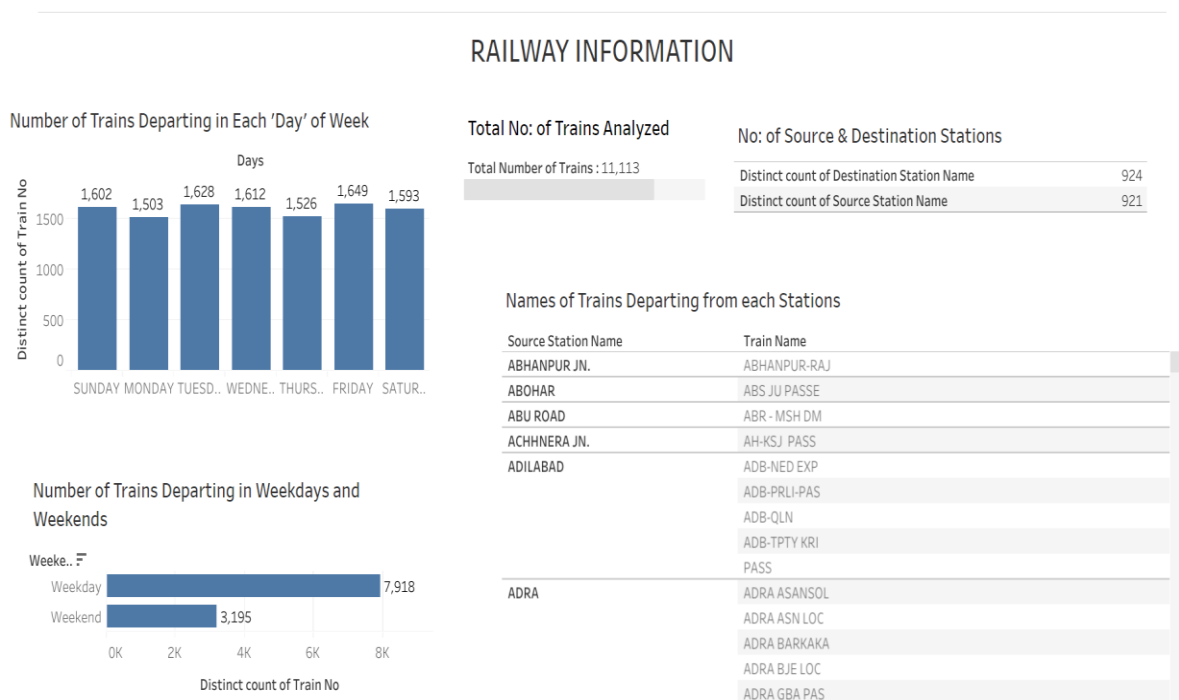 RAILWAY INFORMATION
Number of Trains Departing in Each 'Day' of Week
Days
Distinct count of Train No
1500
1000
500
0
1,602
1,503
1,628
1,612
1,526
1,649
1,593
SUNDAY MONDAY TUESD.. WEDNE.. THURS.. FRIDAY SATUR..
Total No: of Trains Analyzed
Total Number of Trains : 11,113
No: of Source & Destination Stations
Distinct count of Destination Station Name 924
Distinct count of Source Station Name 921
Number of Trains Departing in Weekdays and
Weekends
Weeke..
Weekday 7,918
Weekend 3,195
0K 2K 4K 6K 8K
Distinct count of Train No
Names of Trains Departing from each Stations
Source Station Name Train Name
ABHANPUR JN. ABHANPUR-RAJ
ABOHAR ABS JU PASSE
ABU ROAD ABR - MSH DM
ACHHNERA JN. AH-KSJ PASS
ADILABAD ADB-NED EXP
ADB-PRLI-PAS
ADB-QLN
ADB-TPTY KRI
PASS
ADRA ADRA ASANSOL
ADRA ASN LOC
ADRA BARKAKA
ADRA BJE LOC
ADRA GBA PAS